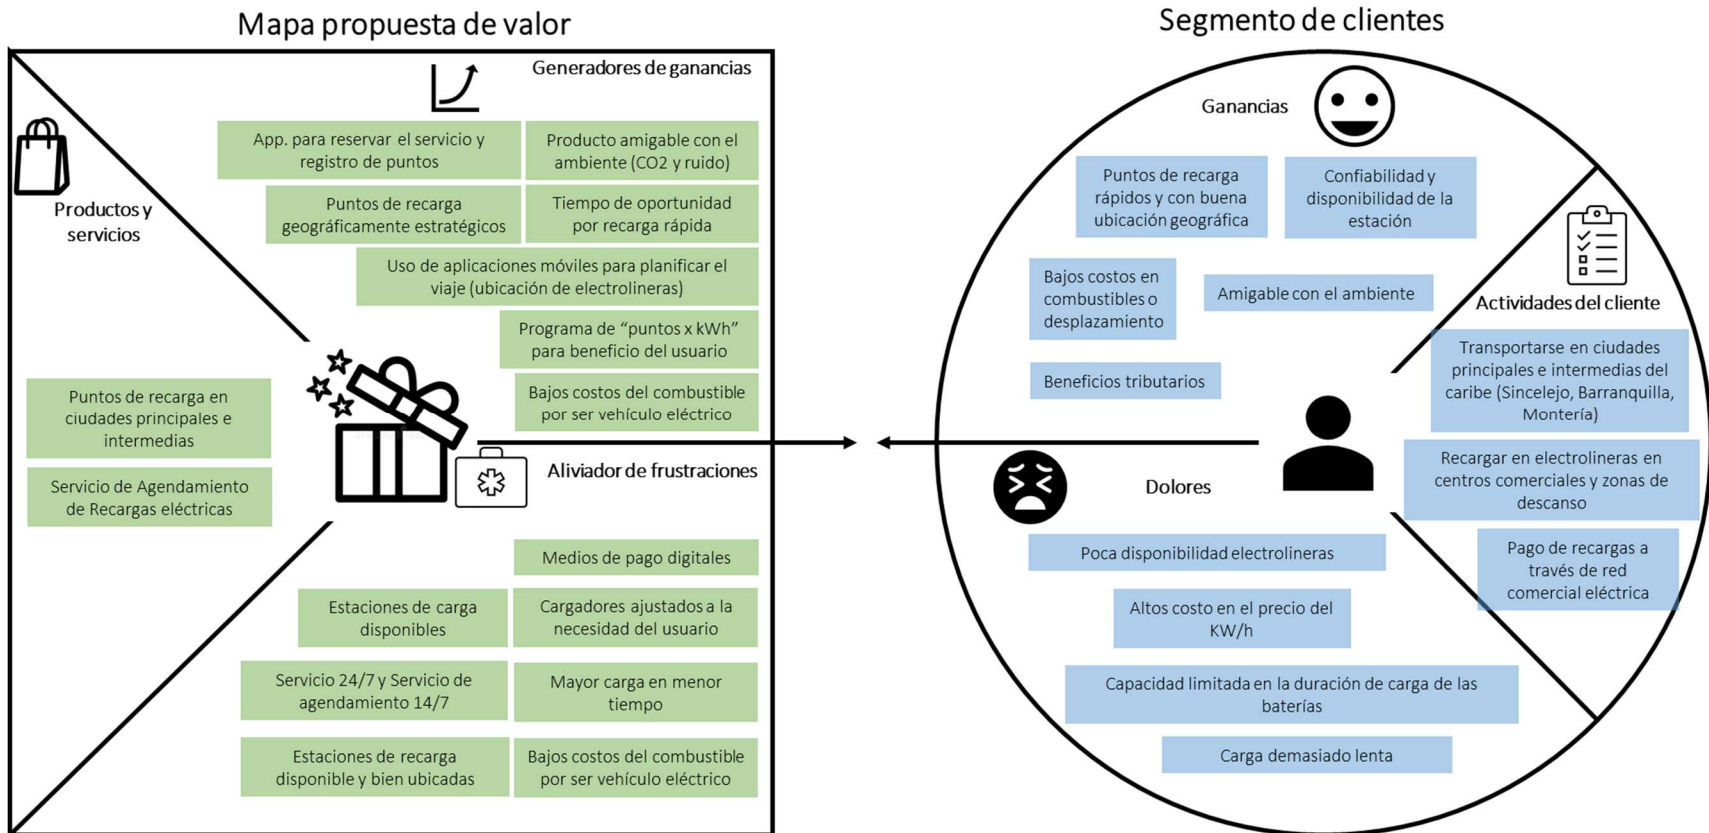 Mapa propuesta de valor
Generadores de ganancias
App. para reservar el servicio y
registro de puntos
Producto amigable con el
ambiente (CO2 y ruido)
Puntos de recarga
geográficamente estratégicos
Tiempo de oportunidad
por recarga rápida
Uso de aplicaciones móviles para planificar el
viaje (ubicación de electrolineras)
Programa de “puntos x kWh”
para beneficio del usuario
Bajos costos del combustible
por ser vehículo eléctrico
Productos y
servicios
Puntos de recarga en
ciudades principales e
intermedias
Servicio de Agendamiento
de Recargas eléctricas
Aliviador de frustraciones
Medios de pago digitales
Estaciones de carga
disponibles
Cargadores ajustados a la
necesidad del usuario
Servicio 24/7 y Servicio de
agendamiento 14/7
Mayor carga en menor
tiempo
Estaciones de recarga
disponible y bien ubicadas
Bajos costos del combustible
por ser vehículo eléctrico
Segmento de clientes
Ganancias
Puntos de recarga
rápidos y con buena
ubicación geográfica
Confiabilidad y
disponibilidad de la
estación
Bajos costos en
combustibles o
desplazamiento
Amigable con el ambiente
Beneficios tributarios
Actividades del cliente
Transportarse en ciudades
principales e intermedias del
caribe (Sincelejo, Barranquilla,
Montería)
Recargar en electrolineras en
centros comerciales y zonas de
descanso
Pago de recargas a
través de red
comercial eléctrica
Dolores
Poca disponibilidad electrolineras
Altos costo en el precio del
KW/h
Capacidad limitada en la duración de carga de las
baterías
Carga demasiado lenta